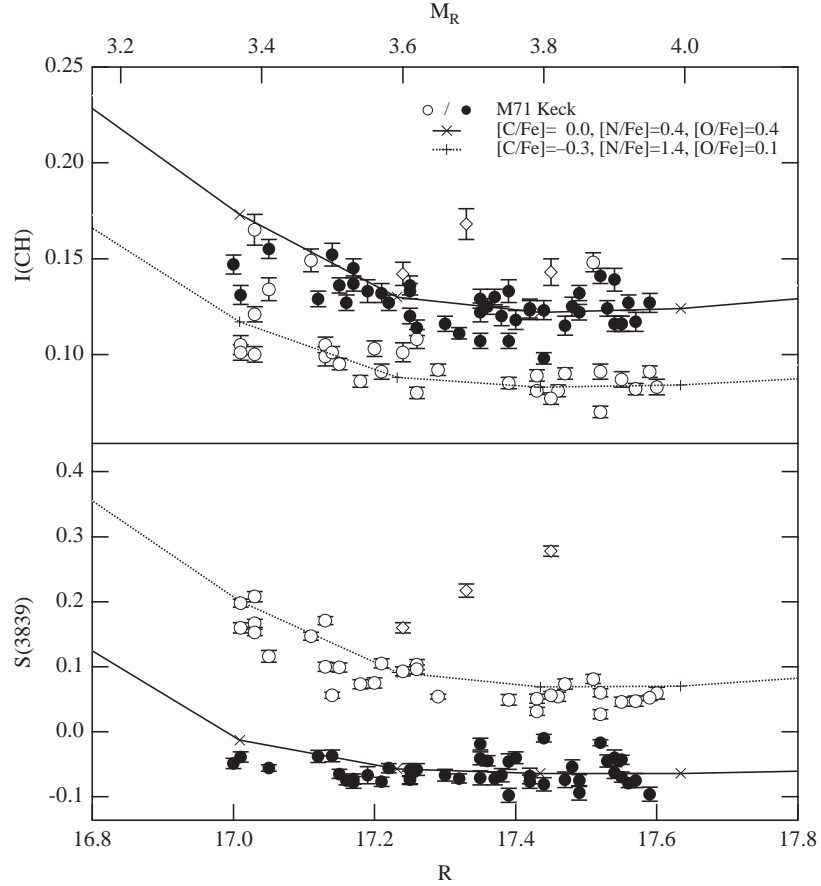 M_R
3.2 3.4 3.6 3.8 4.0
0.25
0.20
0.15
0.10
I(CH)
/ M71 Keck
[C/Fe]= 0.0, [N/Fe]=0.4, [O/Fe]=0.4
[C/Fe]=–0.3, [N/Fe]=1.4, [O/Fe]=0.1
0.4
0.3
0.2
0.1
0.0
-0.1
S(3839)
16.8 17.0 17.2 17.4 17.6 17.8
R